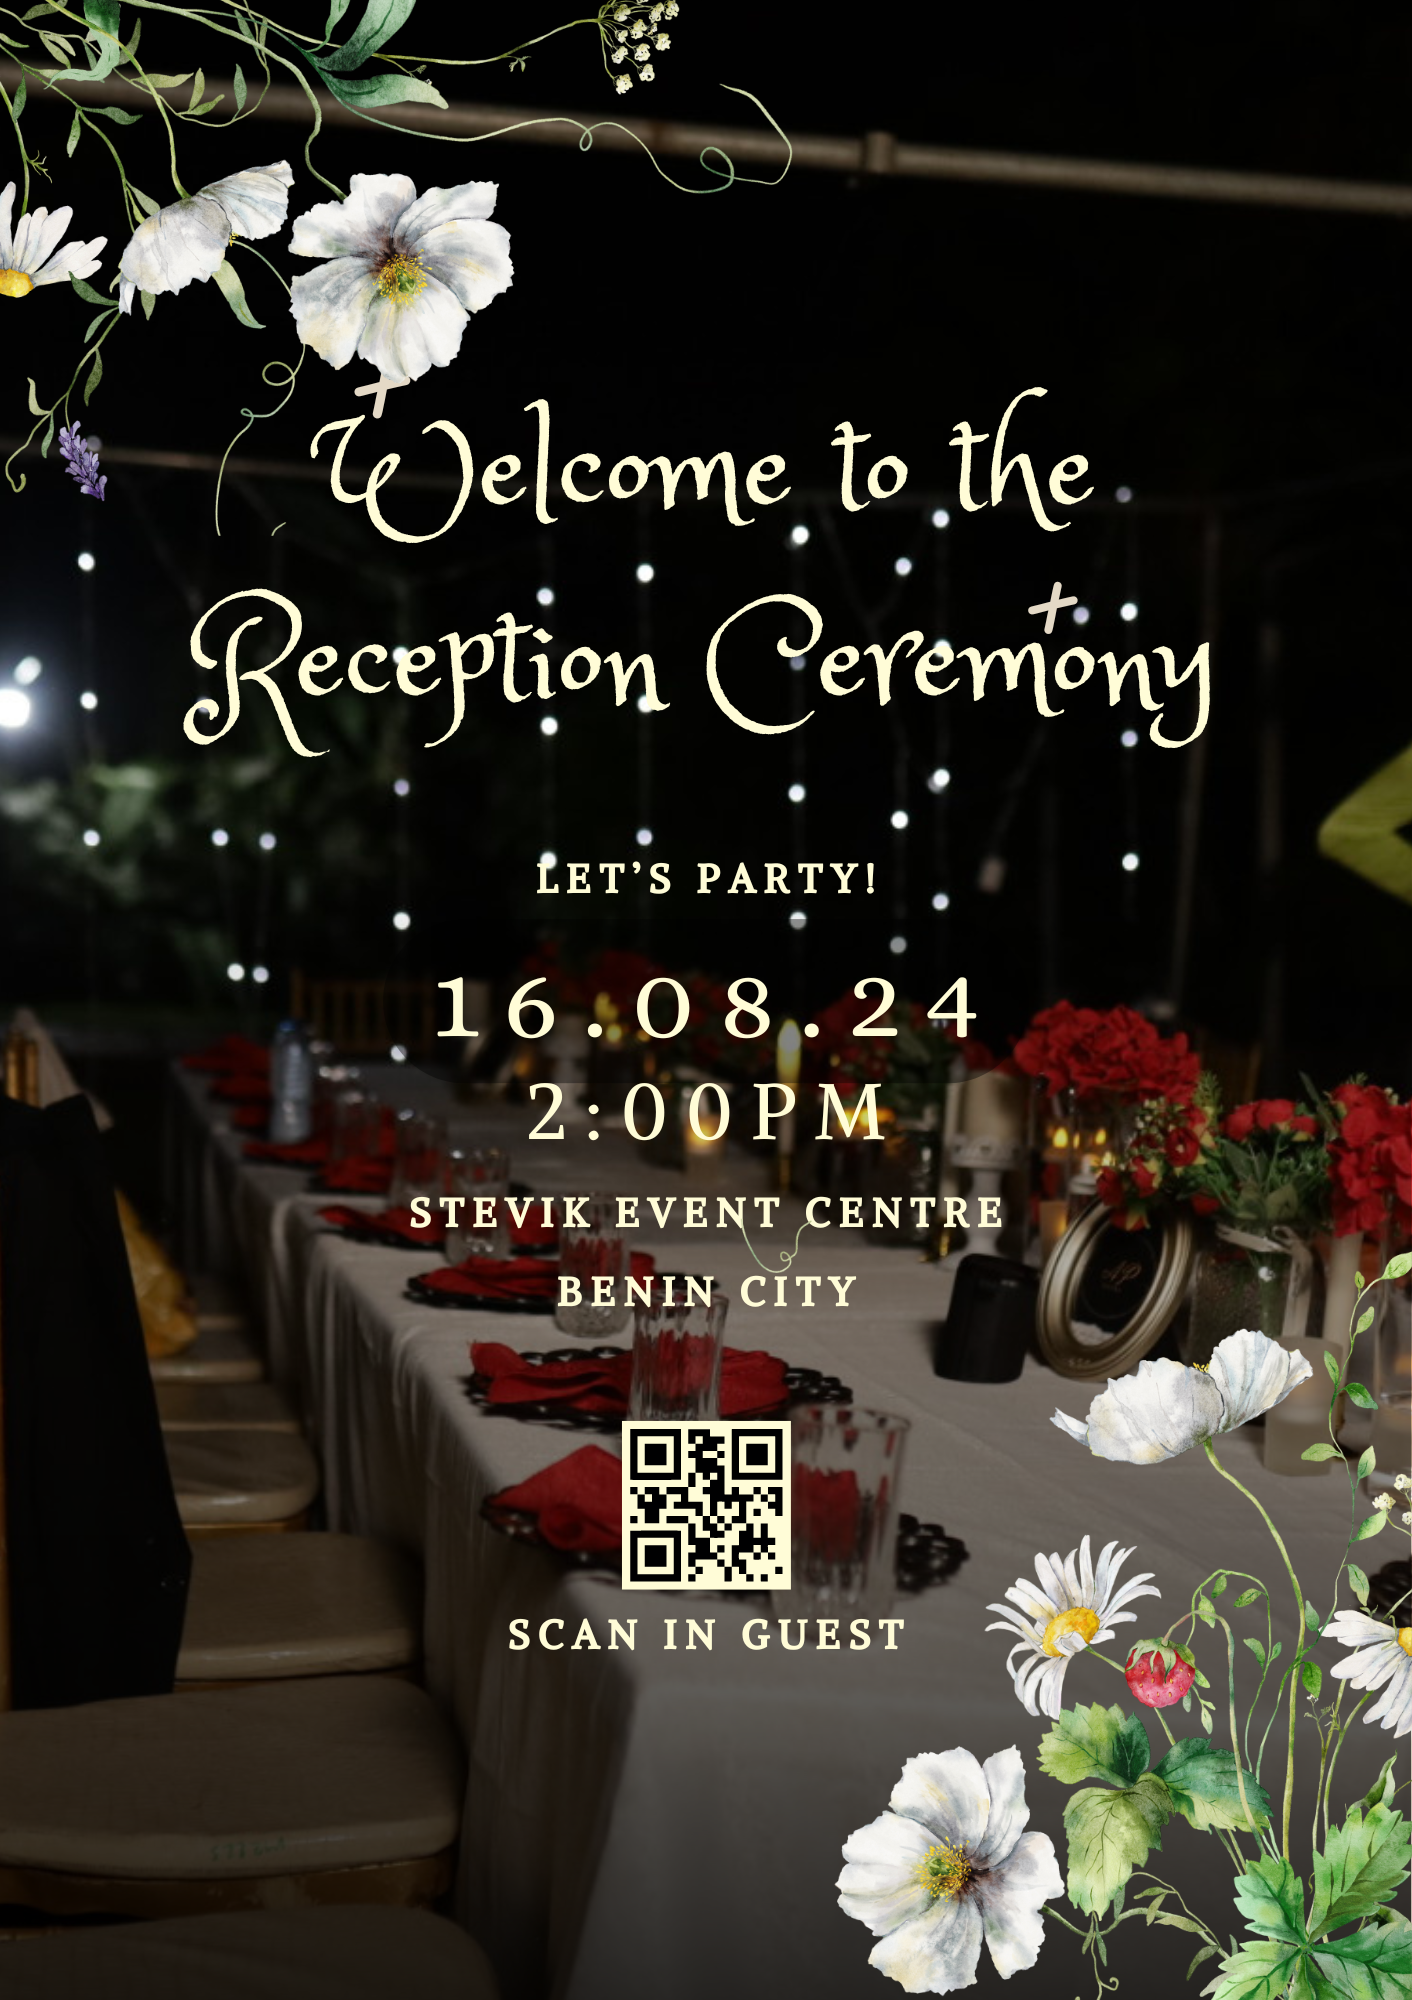 Welcome to the
Reception Ceremony
LET'S PARTY!
16.08.24
2:00PM
STEVIK EVENT CENTRE
BENIN CITY
SCAN IN GUEST